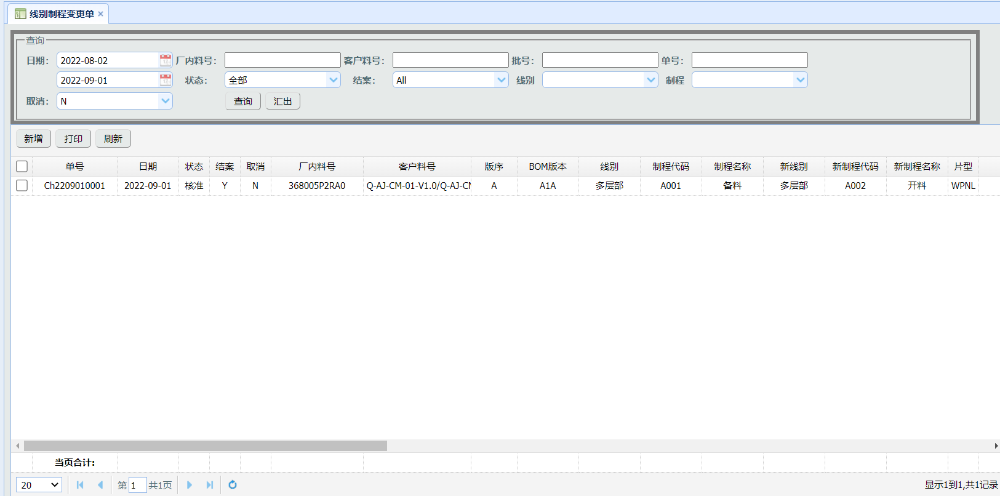 线别制程变更单
查询
日期： 2022-08-02 厂内料号： 客户料号： 批号： 单号：
2022-09-01 状态： 全部 结案： All 线别 制程
取消： N 查询 汇出
新增 打印 刷新
单号 日期 状态 结案 取消 厂内料号 客户料号 版序 BOM版本 线别 制程代码 制程名称 新线别 新制程代码 新制程名称 片型
Ch2209010001 2022-09-01 核准 Y N 368005P2RA0 Q-AJ-CM-01-V1.0/Q-AJ-CM A A1A 多层部 A001 备料 多层部 A002 开料 WPNL
当页合计:
20 第 1 共1页 显示1到1,共1记录